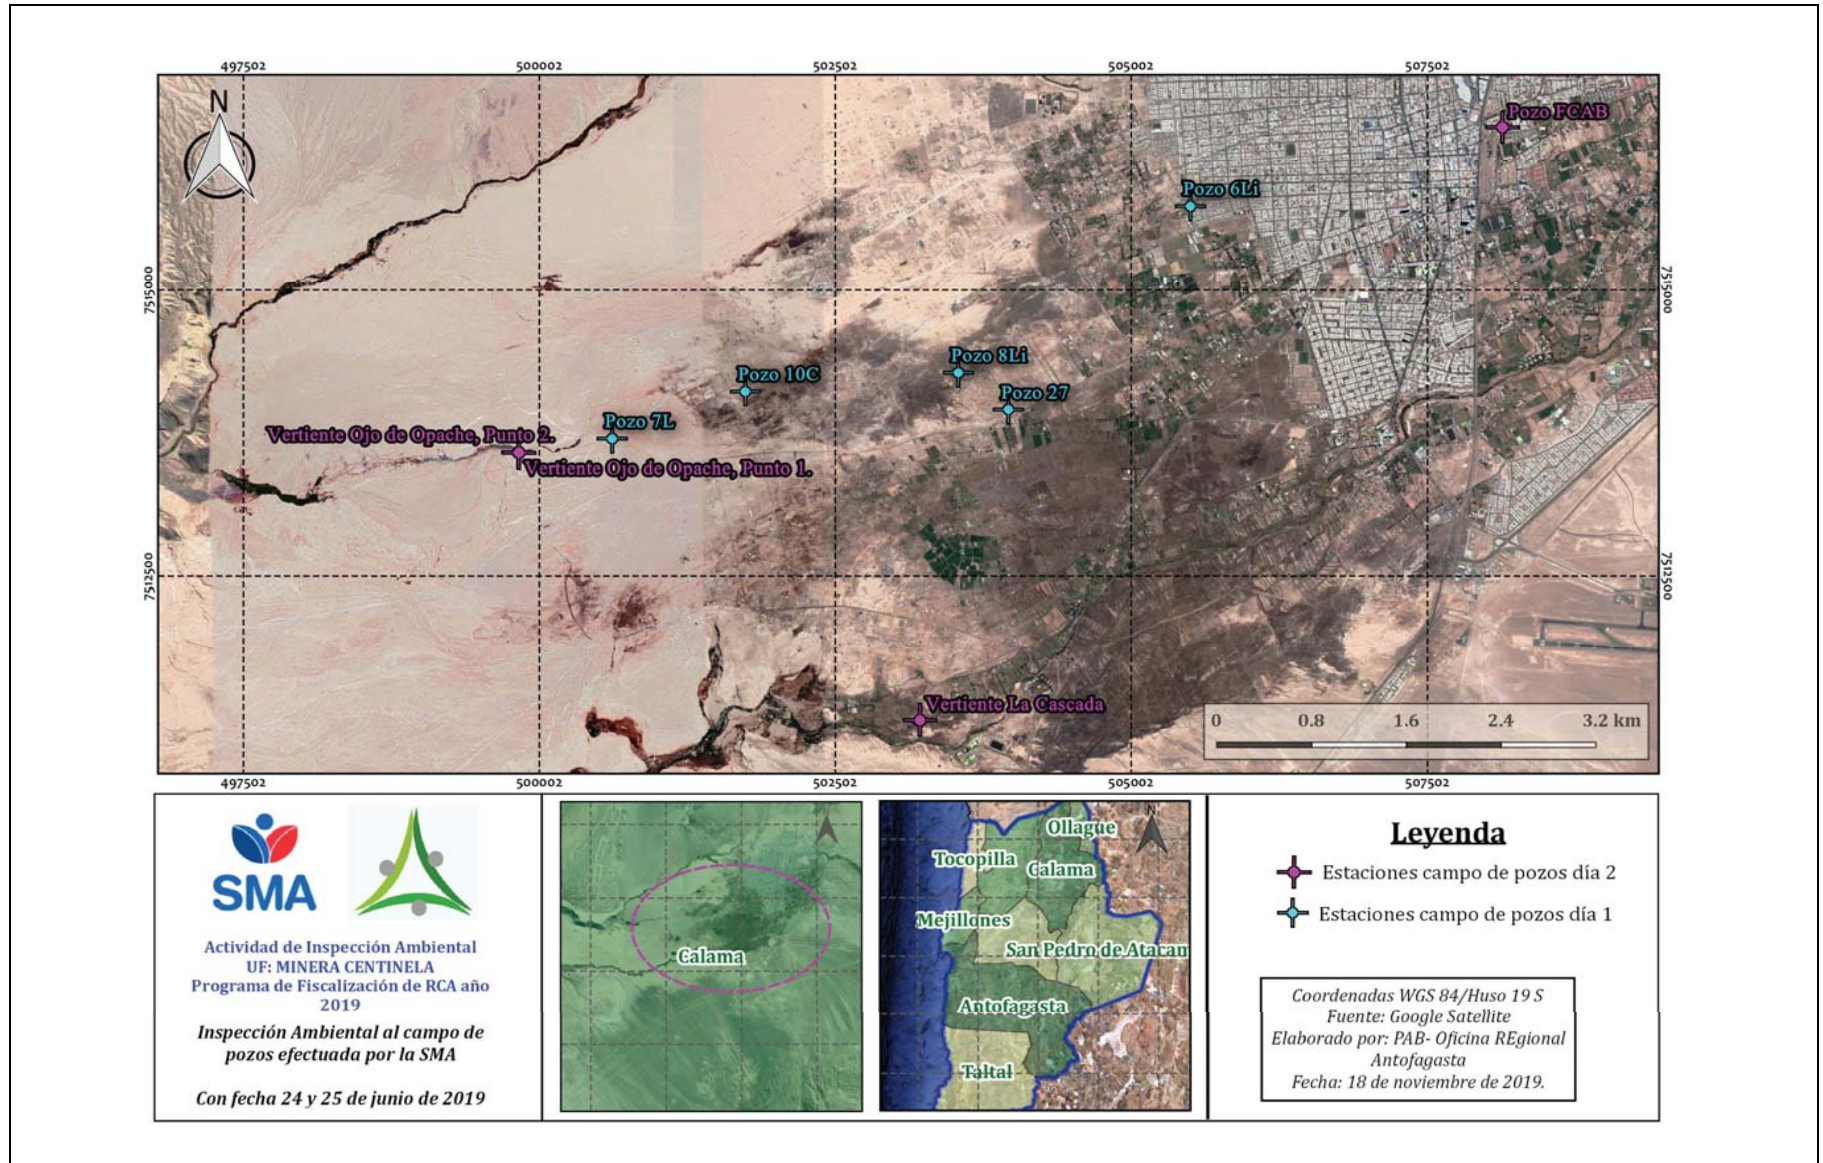 497502
500002
502502
505002
507502
N
Pozo FCAB
Pozo 6Li
7515000
7515000
Pozo 8Li
Pozo 10C
Pozo 27
Pozo 7L
Vertiente Ojo de Opache, Punto 2.
Vertiente Ojo de Opache, Punto 1.
7512500
7512500
Vertiente La Cascada
0 0.8 1.6 2.4 3.2 km
497502
500002
502502
505002
507502
SMA
Actividad de Inspección Ambiental
UF: MINERA CENTINELA
Programa de Fiscalización de RCA año
2019
Inspección Ambiental al campo de
pozos efectuada por la SMA
Con fecha 24 y 25 de junio de 2019
Calama
N
Ollague
Tocopilla
Calama
Mejillones
San Pedro de Atacam
Antofagasta
Taltal
Leyenda
Estaciones campo de pozos día 2
Estaciones campo de pozos día 1
Coordenadas WGS 84/Huso 19 S
Fuente: Google Satellite
Elaborado por: PAB- Oficina REgional
Antofagasta
Fecha: 18 de noviembre de 2019.